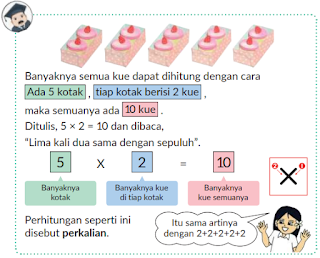 Banyaknya semua kue dapat dihitung dengan cara
Ada 5 kotak , tiap kotak berisi 2 kue ,
maka semuanya ada 10 kue .
Ditulis, 5 × 2 = 10 dan dibaca,
"Lima kali dua sama dengan sepuluh".
5 X 2 = 10
Banyaknya kotak
Banyaknya kue di tiap kotak
Banyaknya kue semuanya
2 1
Perhitungan seperti ini
disebut perkalian.
Itu sama artinya
dengan 2+2+2+2+2